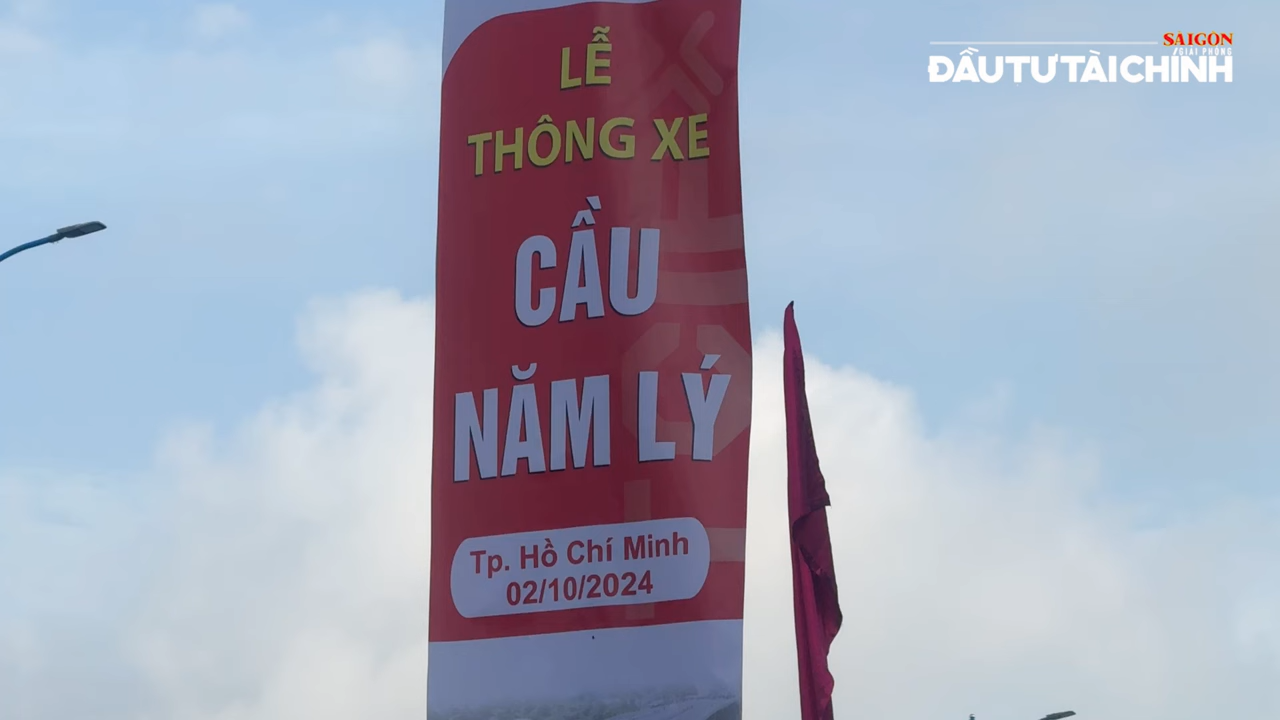 SAIGON
GIẢI PHÓNG
ĐẦU TƯ TÀI CHÍNH
LỄ
THÔNG XE
CẦU
NĂM LÝ
Tp. Hồ Chí Minh
02/10/2024